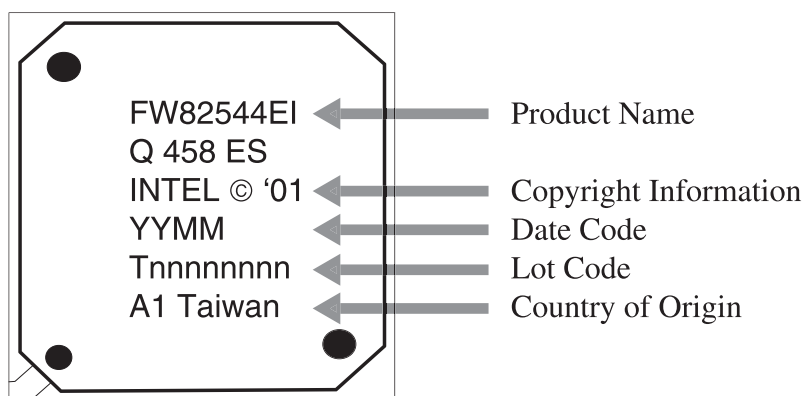 FW82544EI Product Name
Q 458 ES
INTEL © ‘01 Copyright Information
YYMM Date Code
Tnnnnnnnn Lot Code
A1 Taiwan Country of Origin